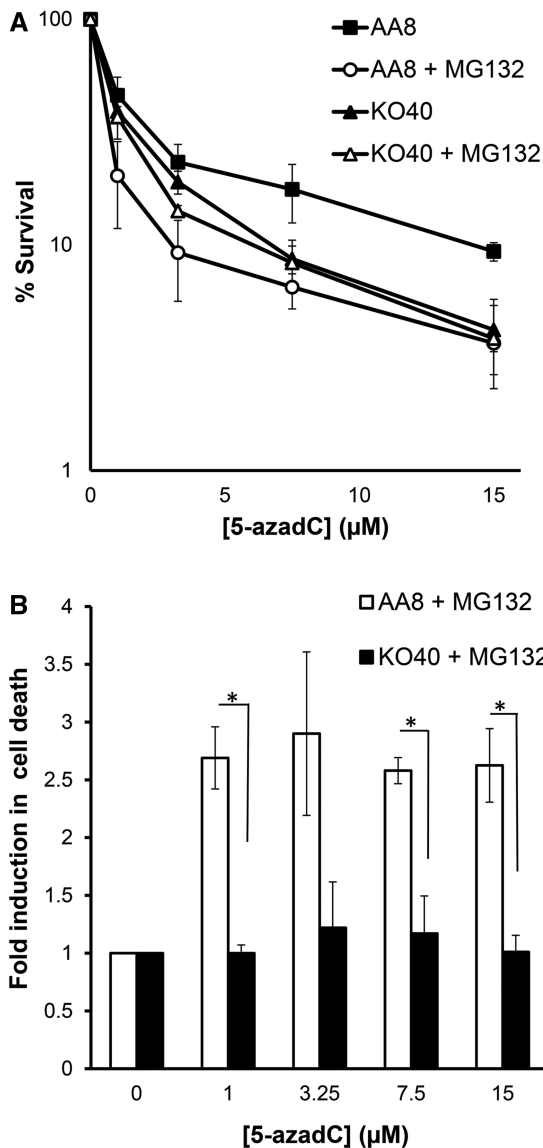 A
100
10
1
% Survival
AA8
AA8 + MG132
KO40
KO40 + MG132
0 5 10 15
[5-azadC] (µM)
B
AA8 + MG132
KO40 + MG132
4
3.5
3
2.5
2
1.5
1
0.5
0
Fold induction in cell death
* * *
0 1 3.25 7.5 15
[5-azadC] (µM)